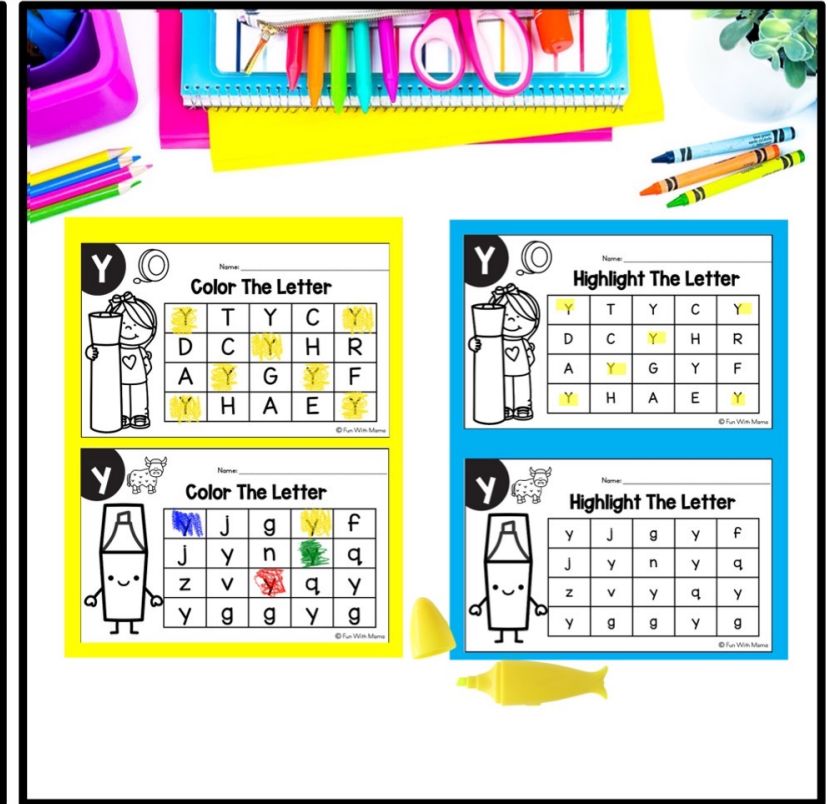 Y
Name:
Color The Letter
Y T Y C Y
D C Y H R
A Y G Y F
Y H A E Y
© Fun With Mama
y
Name:
Color The Letter
y j g y f
j y n y q
z v y q y
y g g y g
© Fun With Mama
Y
Name:
Highlight The Letter
Y T Y C Y
D C Y H R
A Y G Y F
Y H A E Y
© Fun With Mama
y
Name:
Highlight The Letter
y j g y f
j y n y q
z v y q y
y g g y g
© Fun With Mama